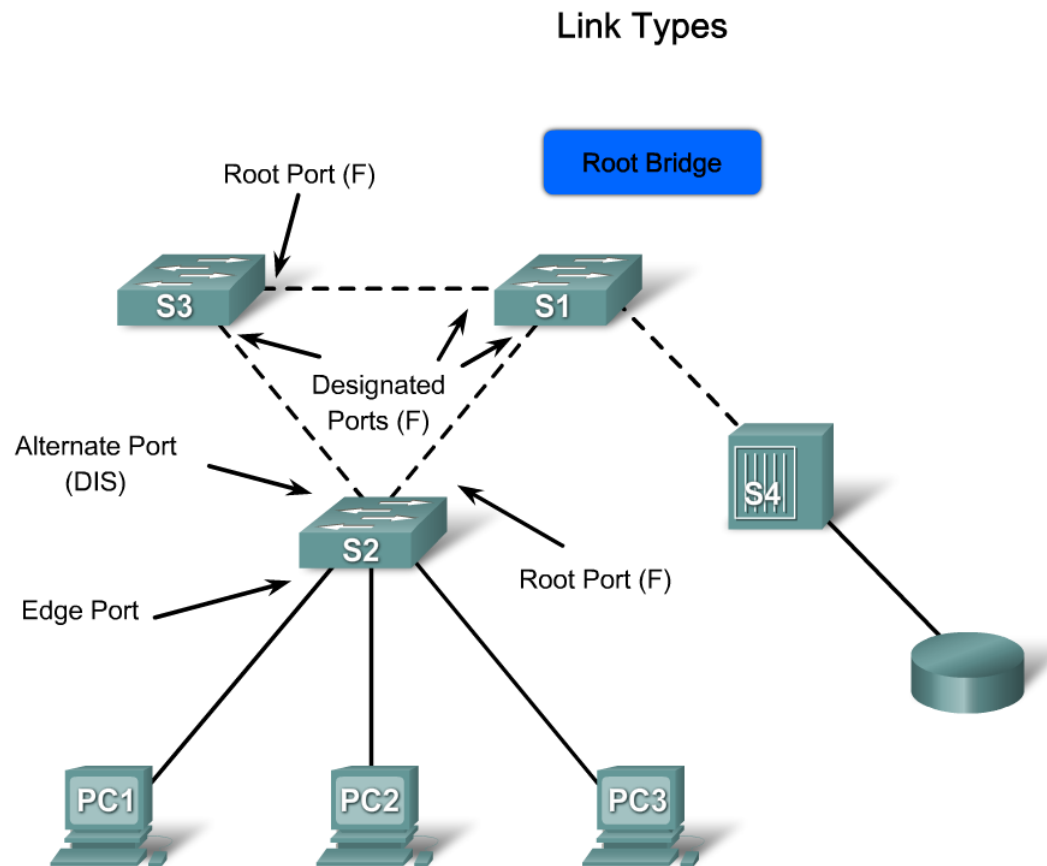 Link Types
Root Bridge
Root Port (F)
S3
S1
Designated
Ports (F)
Alternate Port
(DIS)
S4
S2
Root Port (F)
Edge Port
PC1
PC2
PC3